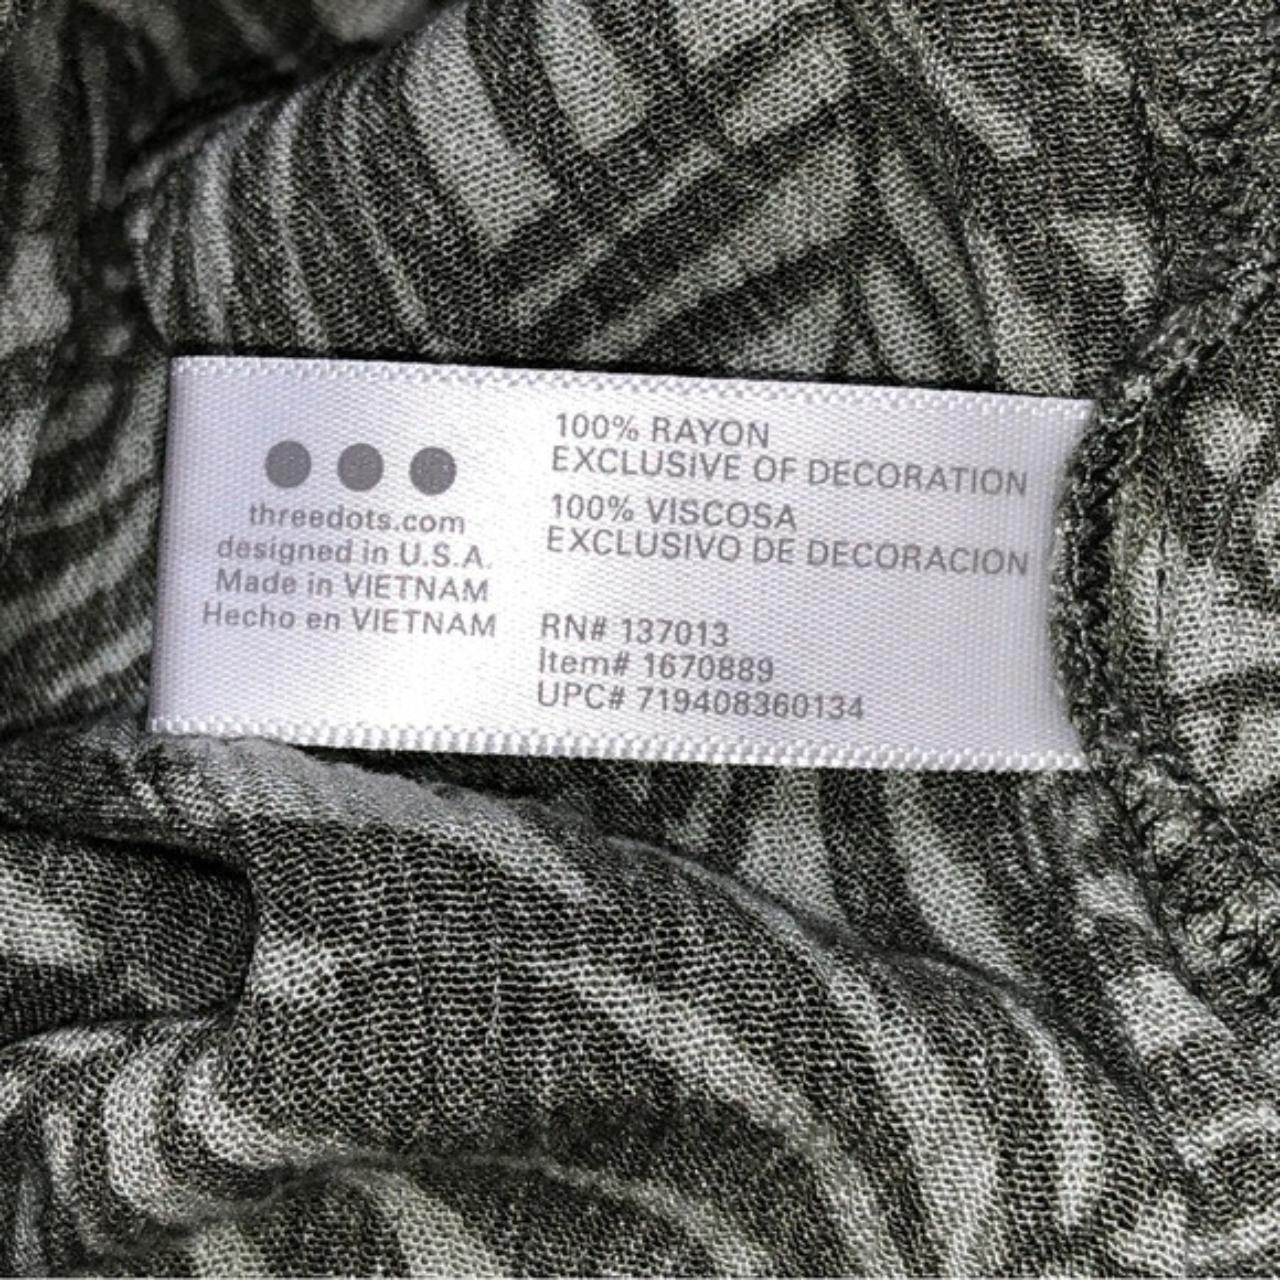 threedots.com
designed in U.S.A.
Made in VIETNAM
Hecho en VIETNAM
100% RAYON
EXCLUSIVE OF DECORATION
100% VISCOSA
EXCLUSIVO DE DECORACION
RN# 137013
Item# 1670889
UPC# 719408360134